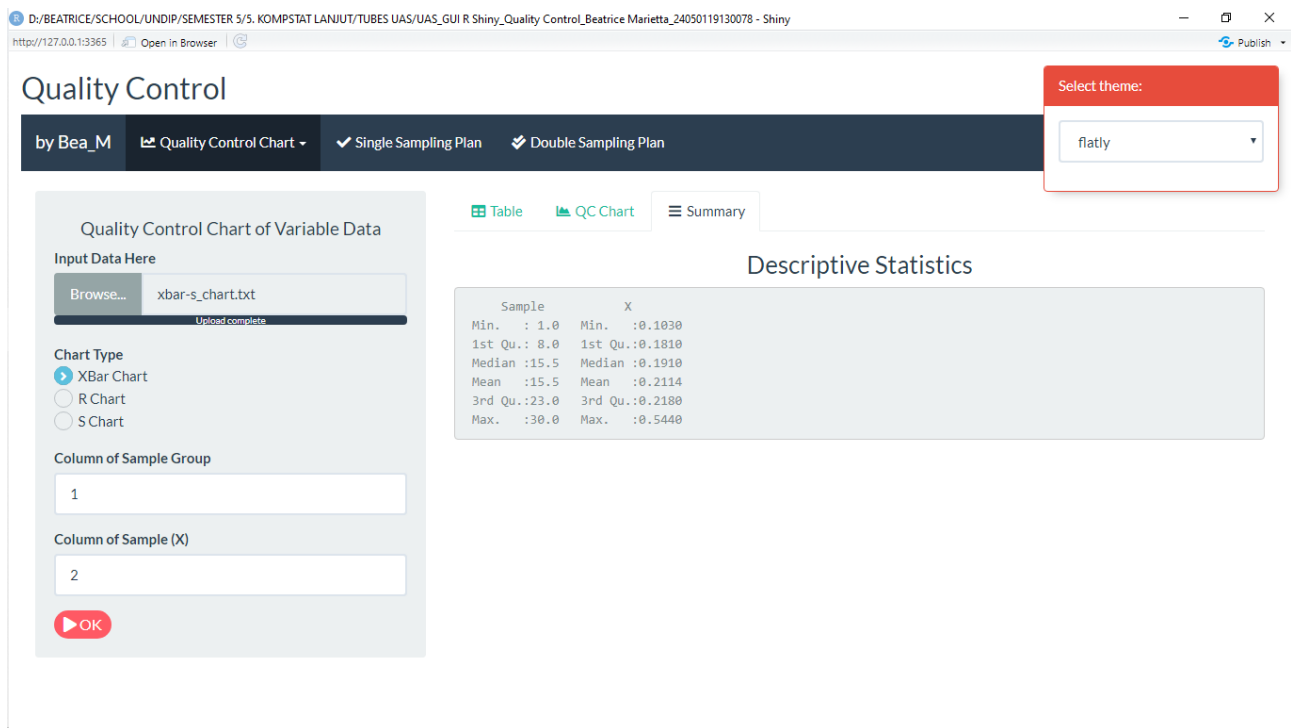 D:/BEATRICE/SCHOOL/UNDIP/SEMESTER 5/5. KOMPSTAT LANJUT/TUBES UAS/UAS_GUI R Shiny_Quality Control_Beatrice Marietta_24050119130078 - Shiny
http://127.0.0.1:3365 Open in Browser Publish
Quality Control
Select theme:
flatly
by Bea_M Quality Control Chart Single Sampling Plan Double Sampling Plan
Quality Control Chart of Variable Data
Input Data Here
Browse... xbar-s_chart.txt
Upload complete
Chart Type
XBar Chart
R Chart
S Chart
Column of Sample Group
1
Column of Sample (X)
2
OK
Table QC Chart Summary
Descriptive Statistics
Sample X
Min. : 1.0 Min. :0.1030
1st Qu.: 8.0 1st Qu.:0.1810
Median :15.5 Median :0.1910
Mean :15.5 Mean :0.2114
3rd Qu.:23.0 3rd Qu.:0.2180
Max. :30.0 Max. :0.5440